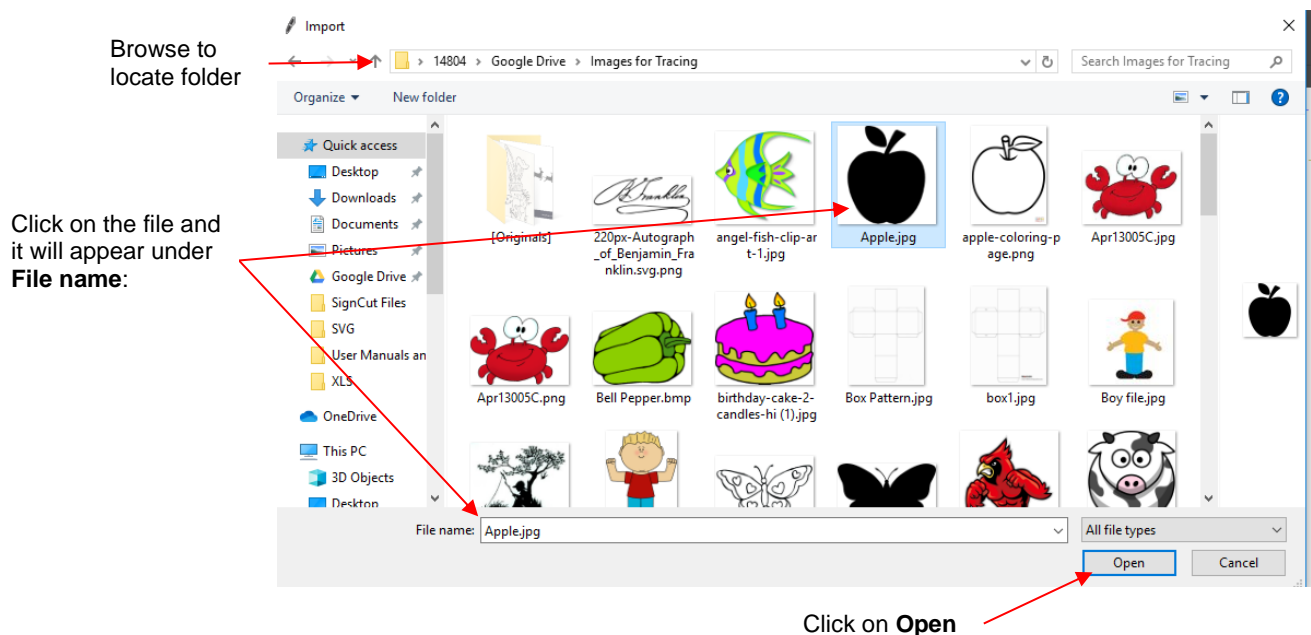 Import
Browse to
locate folder
14804 > Google Drive > Images for Tracing
Search Images for Tracing
Organize
New folder
Quick access
Desktop
Downloads
Documents
Pictures
Google Drive
SignCut Files
SVG
User Manuals an
XLS
OneDrive
This PC
3D Objects
Desktop
Click on the file and
it will appear under
File name:
[Originals]
220px-Autograph
_of_Benjamin_Fra
nklin.svg.png
angel-fish-clip-ar
t-1.jpg
Apple.jpg
apple-coloring-p
age.png
Apr13005C.jpg
Apr13005C.png
Bell Pepper.bmp
birthday-cake-2-
candles-hi (1).jpg
Box Pattern.jpg
box1.jpg
Boy file.jpg
File name:
Apple.jpg
All file types
Open
Cancel
Click on Open